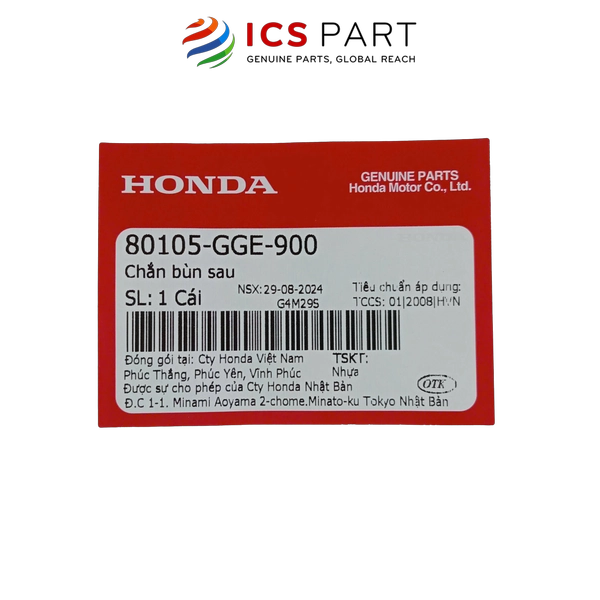 ICS PART
GENUINE PARTS, GLOBAL REACH
HONDA
GENUINE PARTS
Honda Motor Co., Ltd.
80105-GGE-900
Chắn bùn sau
SL: 1 Cái
NSX:29-08-2024
G4M29S
Tiêu chuẩn áp dụng:
TCCS: 01|2008|HVN
Đóng gói tại: Cty Honda Việt Nam
Phúc Thắng, Phúc Yên, Vĩnh Phúc
TSKT:
Nhựa
Được sự cho phép của Cty Honda Nhật Bản
OTK
Đ.C 1-1. Minami Aoyama 2-chome.Minato-ku Tokyo Nhật Bản